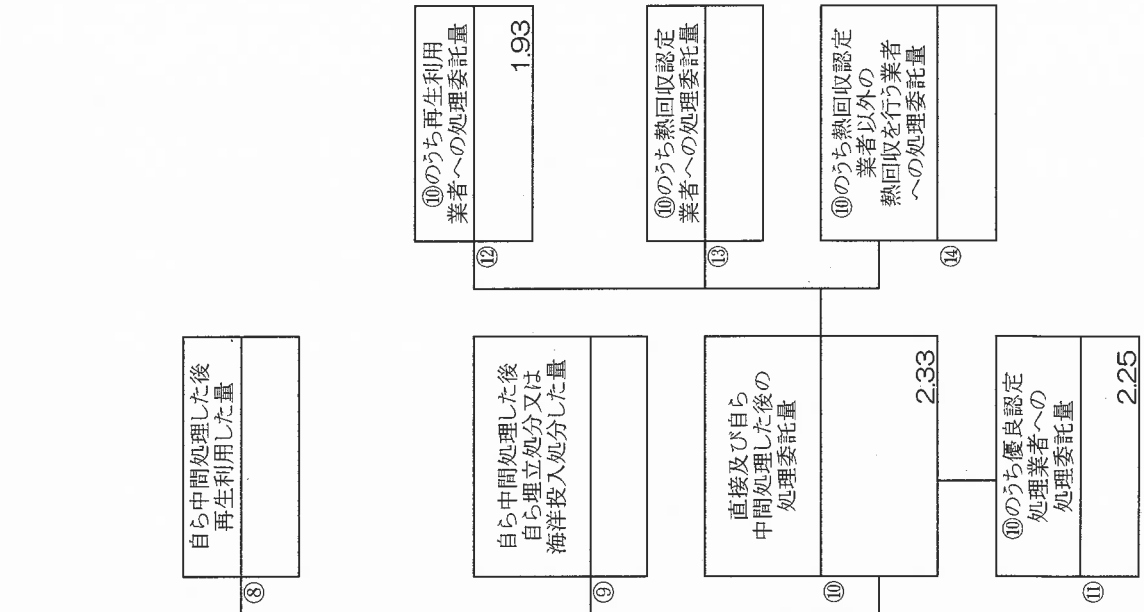 ⑧
自ら中間処理した後
再生利用した量
⑨
自ら中間処理した後
自ら埋立処分又は
海洋投入処分した量
⑩
直接及び自ら
中間処理した後の
処理委託量
2.33
⑪
⑩のうち優良認定
処理業者への
処理委託量
2.25
⑫
⑩のうち再生利用
業者への処理委託量
1.93
⑬
⑩のうち熱回収認定
業者への処理委託量
⑭
⑩のうち熱回収認定
業者以外の
熱回収を行う業者
への処理委託量